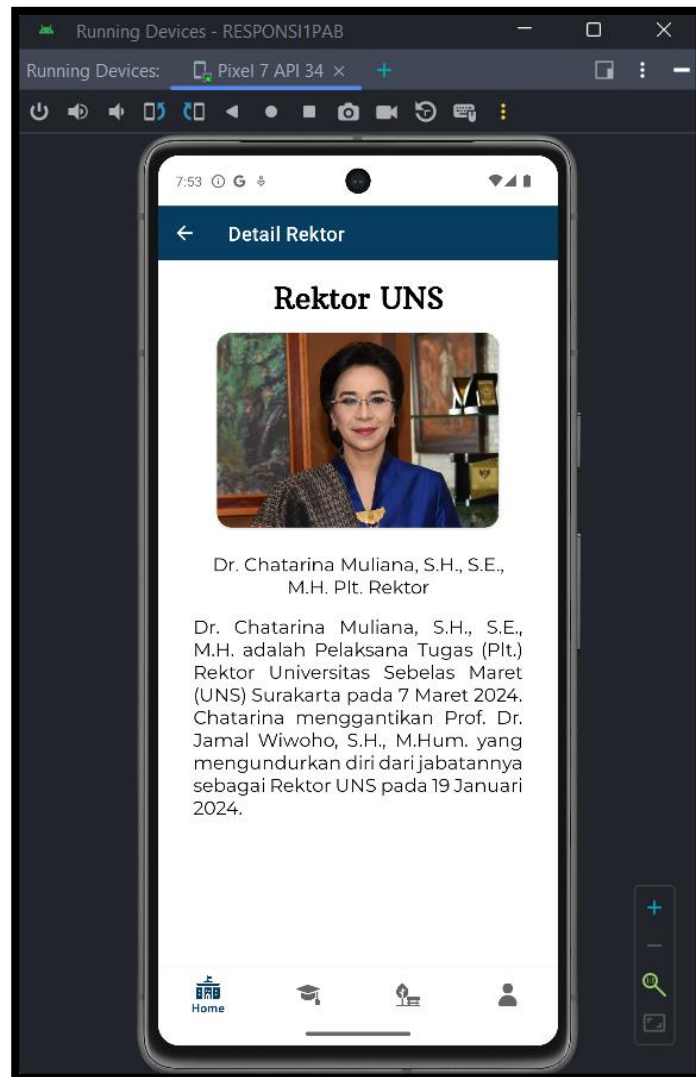 Running Devices - RESPONSI1PAB
Running Devices: Pixel 7 API 34
7:53 G
Detail Rektor
Rektor UNS
Dr. Chatarina Muliana, S.H., S.E.,
M.H. Plt. Rektor
Dr. Chatarina Muliana, S.H., S.E.,
M.H. adalah Pelaksana Tugas (Plt.)
Rektor Universitas Sebelas Maret
(UNS) Surakarta pada 7 Maret 2024.
Chatarina menggantikan Prof. Dr.
Jamal Wiwoho, S.H., M.Hum. yang
mengundurkan diri dari jabatannya
sebagai Rektor UNS pada 19 Januari
2024.
Home